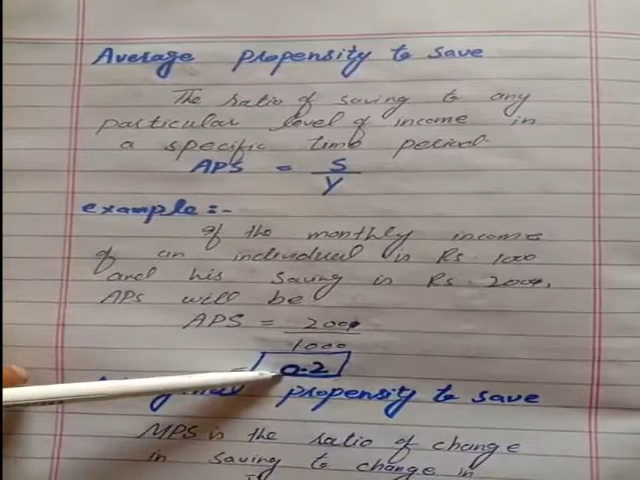 Average propensity to save
The ratio of saving to any
particular level of income in
a specific time period.
APS = S
Y
example :-
If the monthly income
of an individual is Rs. 1000
and his saving is Rs. 200,
APS will be
APS = 200
1000
= 0.2
propensity to save
MPS is the ratio of change
in saving to change in